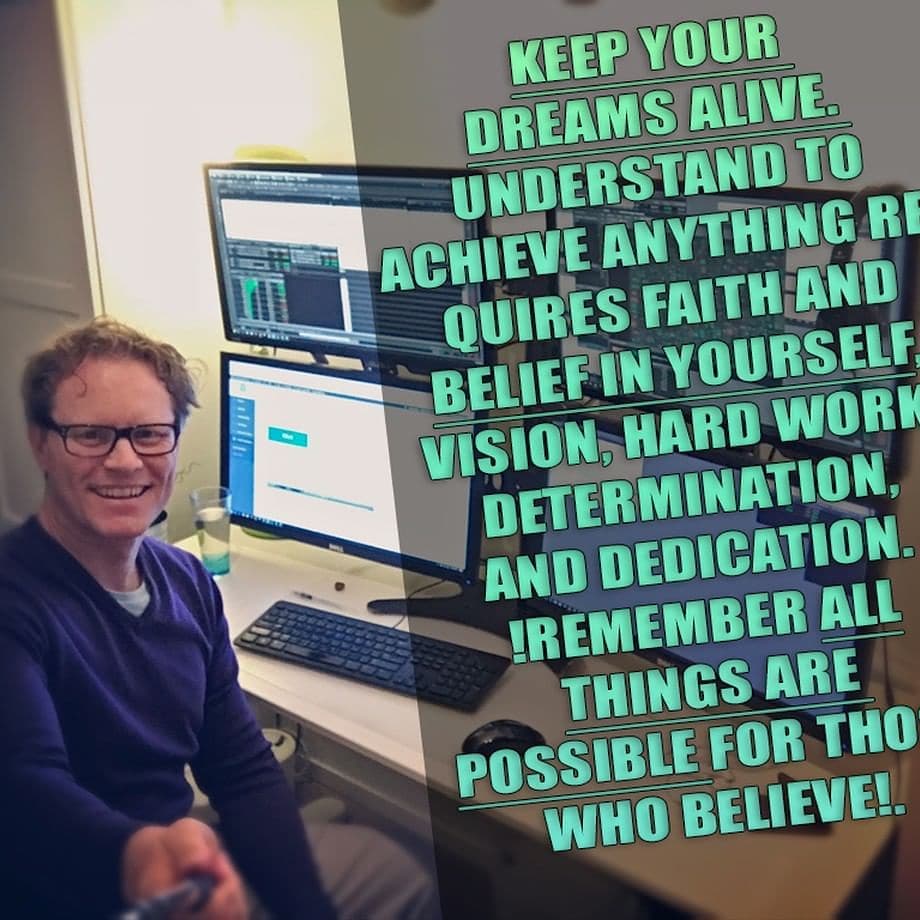 KEEP YOUR
DREAMS ALIVE.
UNDERSTAND TO
ACHIEVE ANYTHING RE
QUIRES FAITH AND
BELIEF IN YOURSELF,
VISION, HARD WORK
DETERMINATION,
AND DEDICATION.
!REMEMBER ALL
THINGS ARE
POSSIBLE FOR THO
WHO BELIEVE!.
DELL